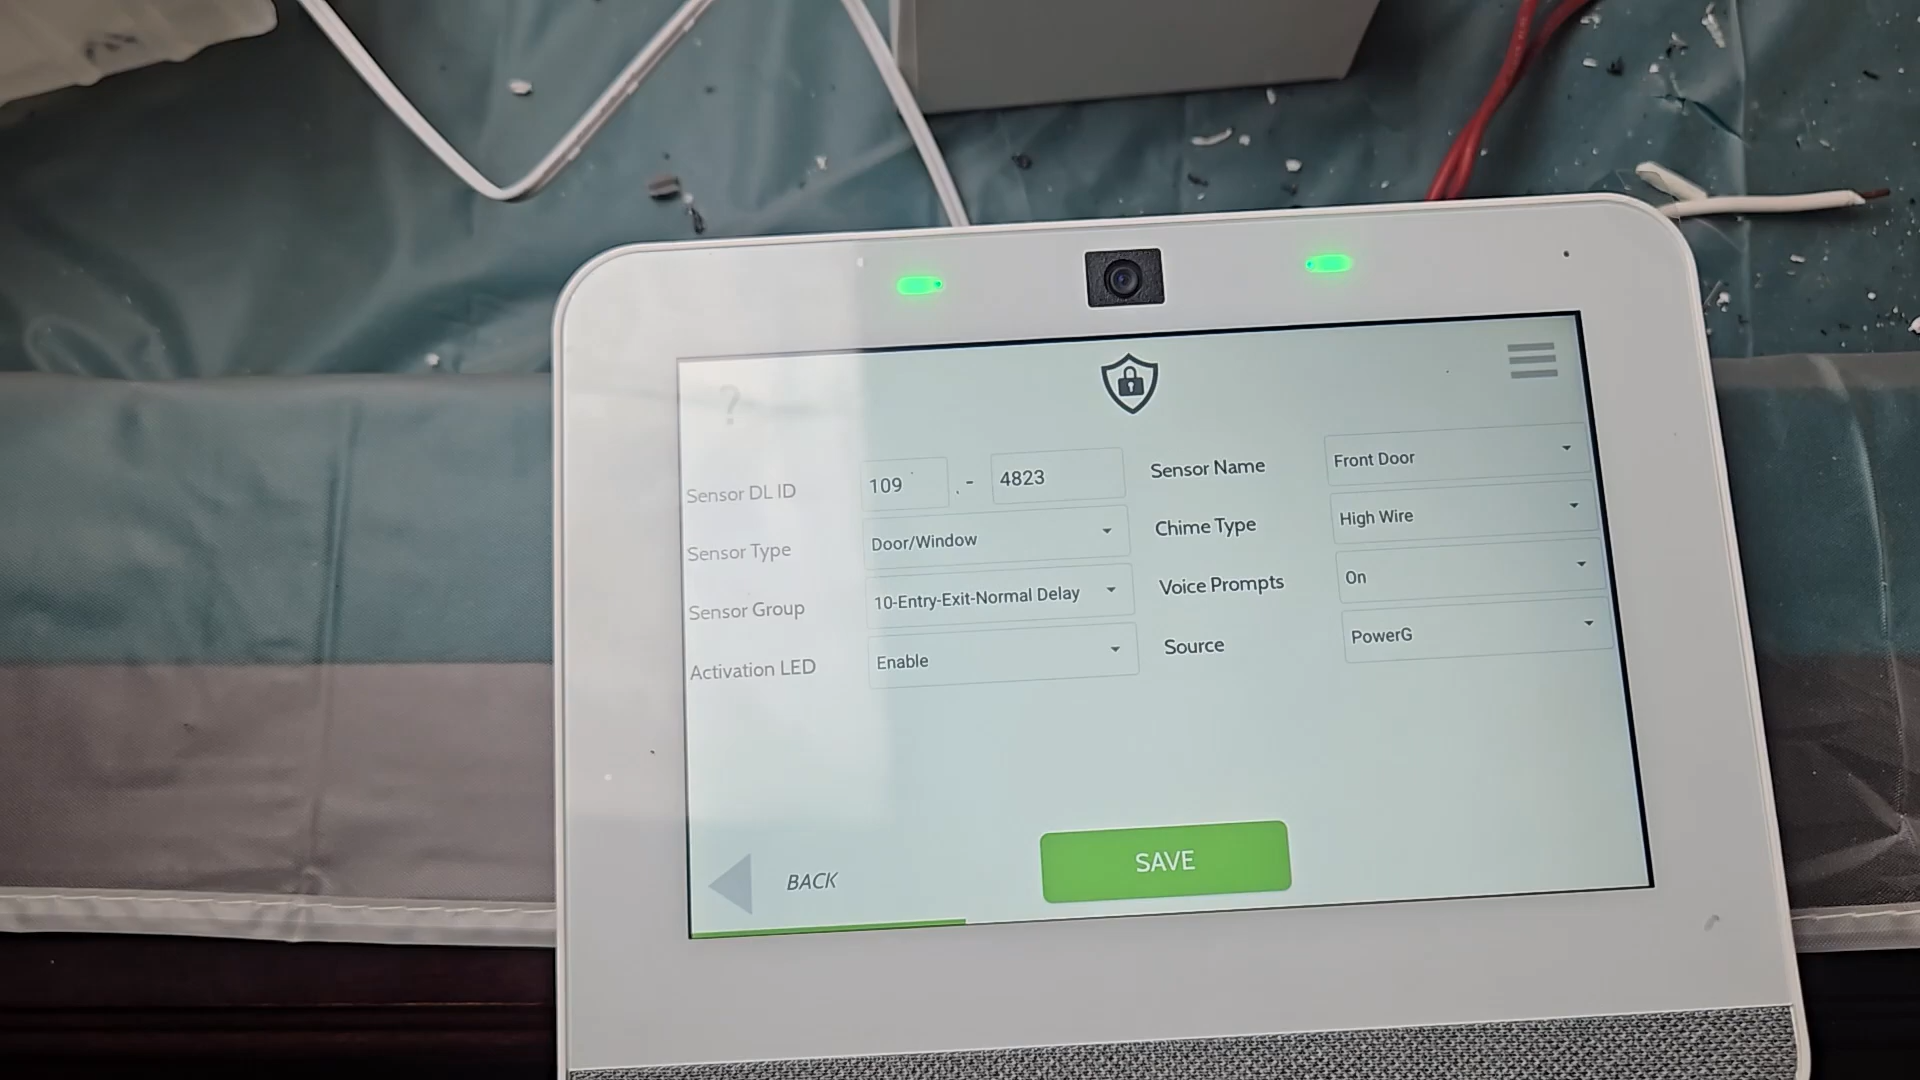 ?
Sensor DL ID 109 - 4823 Sensor Name Front Door
Sensor Type Door/Window Chime Type High Wire
Sensor Group 10-Entry-Exit-Normal Delay Voice Prompts On
Activation LED Enable Source PowerG
BACK SAVE